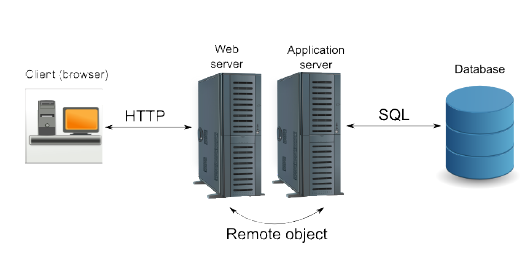 Client (browser)
HTTP
Web
server
Application
server
Remote object
SQL
Database